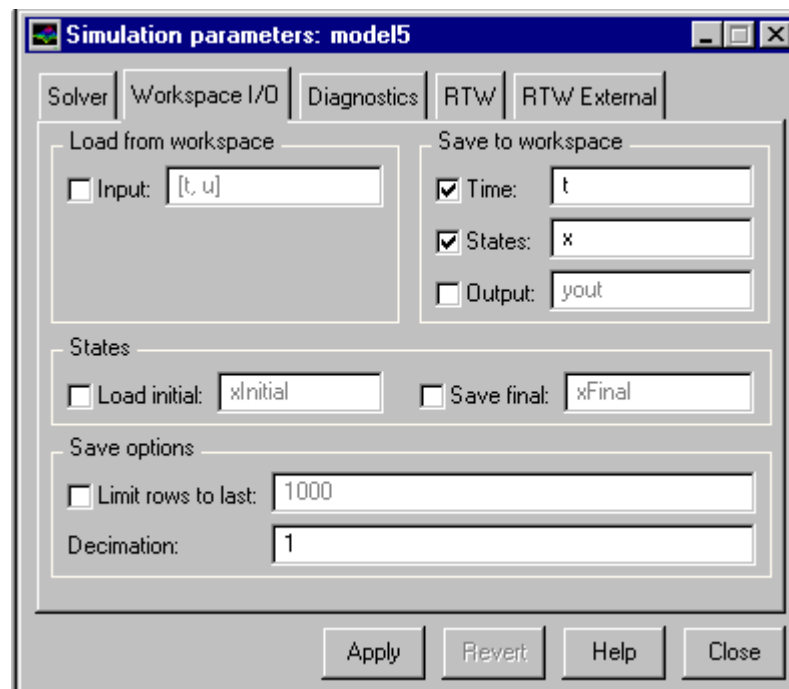 Simulation parameters: model5
Solver Workspace I/O Diagnostics RTW RTW External
Load from workspace
Input: [t, u]
Save to workspace
Time: t
States: x
Output: yout
States
Load initial: xInitial Save final: xFinal
Save options
Limit rows to last: 1000
Decimation: 1
Apply Revert Help Close